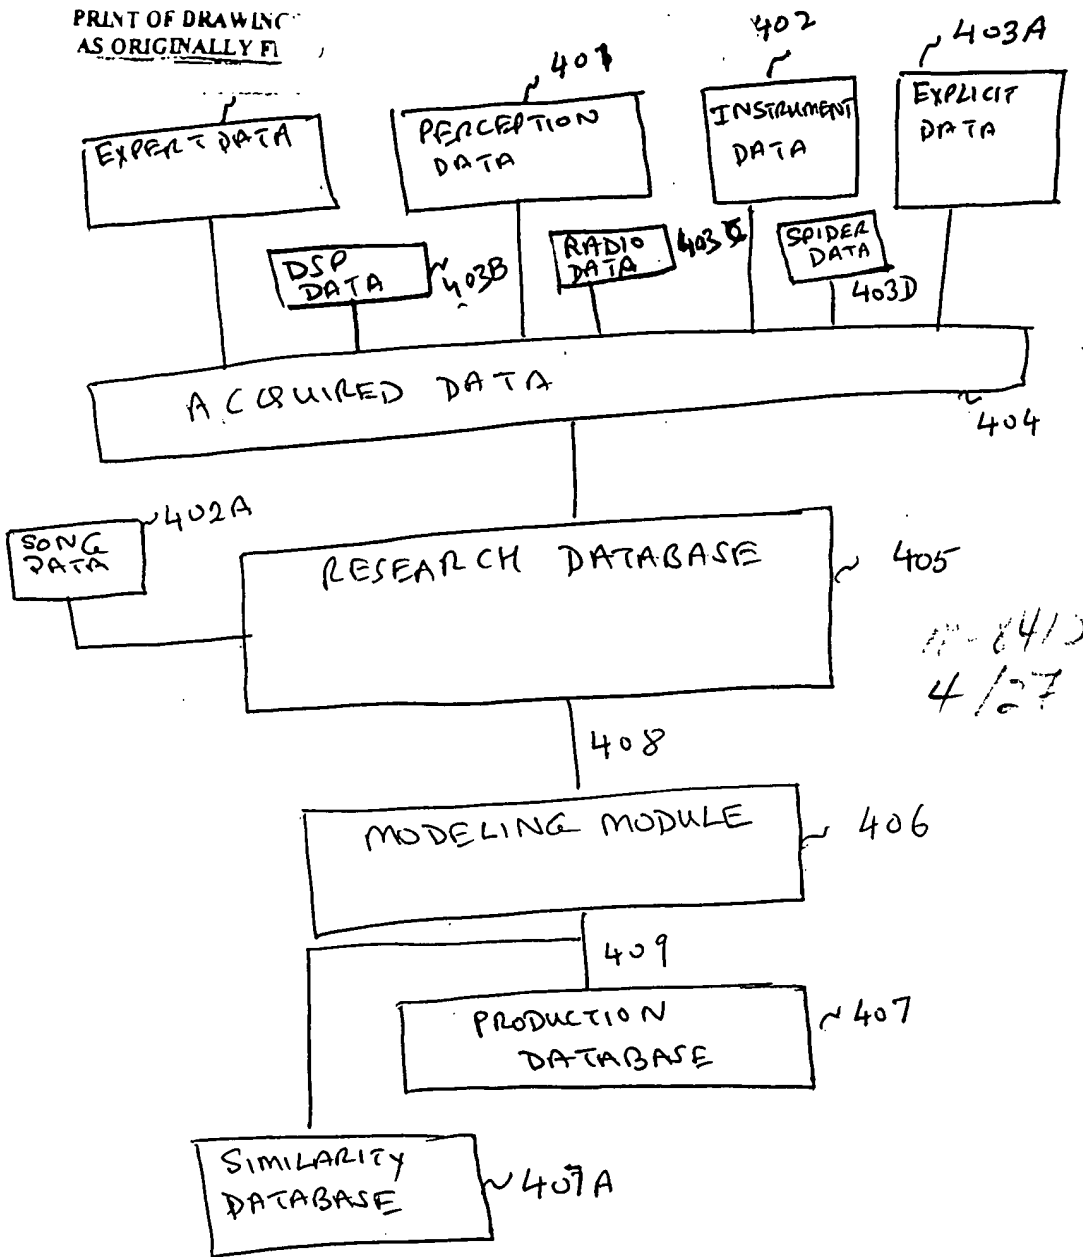 PRINT OF DRAWING
AS ORIGINALLY FI
401
402
403A
EXPERT DATA
PERCEPTION
DATA
INSTRUMENT
DATA
EXPLICIT
DATA
DSP
DATA
403B
RADIO
DATA
403
SPIDER
DATA
403D
ACQUIRED DATA
404
SONG
DATA
402A
RESEARCH DATABASE
405
4/27
408
MODELING MODULE
406
409
PRODUCTION
DATABASE
407
SIMILARITY
DATABASE
407A